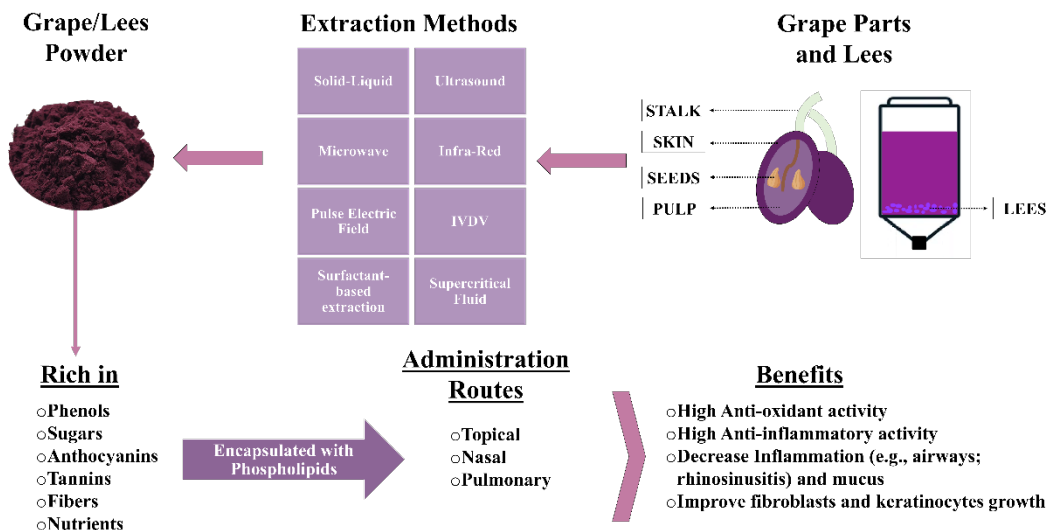 Grape/Lees
Powder
Extraction Methods
Solid-Liquid
Ultrasound
Microwave
Infra-Red
Pulse Electric
Field
IVDV
Surfactant-
based
extraction
Supercritical
Fluid
Grape Parts
and Lees
STALK
SKIN
SEEDS
PULP
LEES
Rich in
○Phenols
○Sugars
○Anthocyanins
○Tannins
○Fibers
○Nutrients
Encapsulated with
Phospholipids
Administration
Routes
○Topical
○Nasal
○Pulmonary
Benefits
○High Anti-oxidant activity
○High Anti-inflammatory activity
○Decrease Inflammation (e.g., airways;
rhinosinusitis) and mucus
○Improve fibroblasts and keratinocytes growth